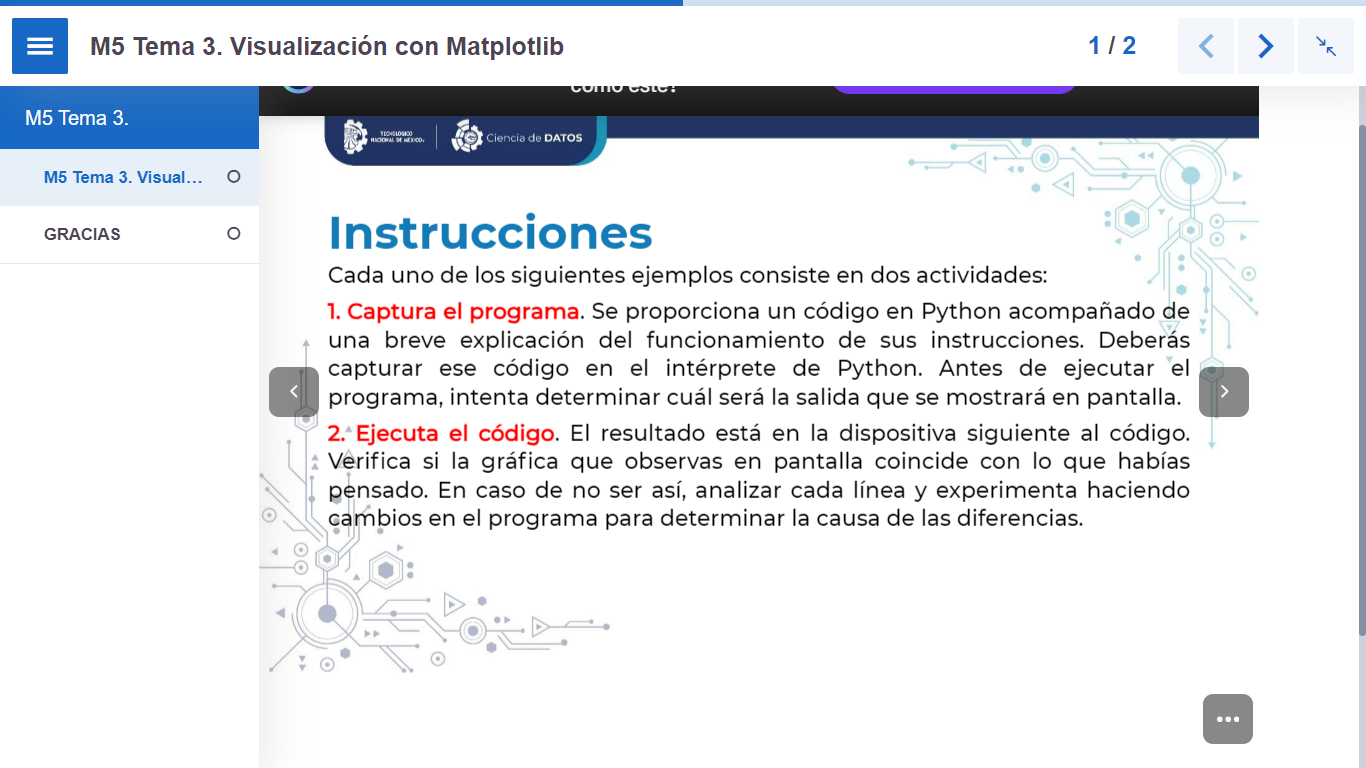 M5 Tema 3. Visualización con Matplotlib
1 / 2
M5 Tema 3.
M5 Tema 3. Visual...
GRACIAS
como este?
TECNOLÓGICO
NACIONAL DE MÉXICO
Ciencia de DATOS
Instrucciones
Cada uno de los siguientes ejemplos consiste en dos actividades:
1. Captura el programa. Se proporciona un código en Python acompañado de
una breve explicación del funcionamiento de sus instrucciones. Deberás
capturar ese código en el intérprete de Python. Antes de ejecutar el
programa, intenta determinar cuál será la salida que se mostrará en pantalla.
2. Ejecuta el código. El resultado está en la dispositiva siguiente al código.
Verifica si la gráfica que observas en pantalla coincide con lo que habías
pensado. En caso de no ser así, analizar cada línea y experimenta haciendo
cambios en el programa para determinar la causa de las diferencias.